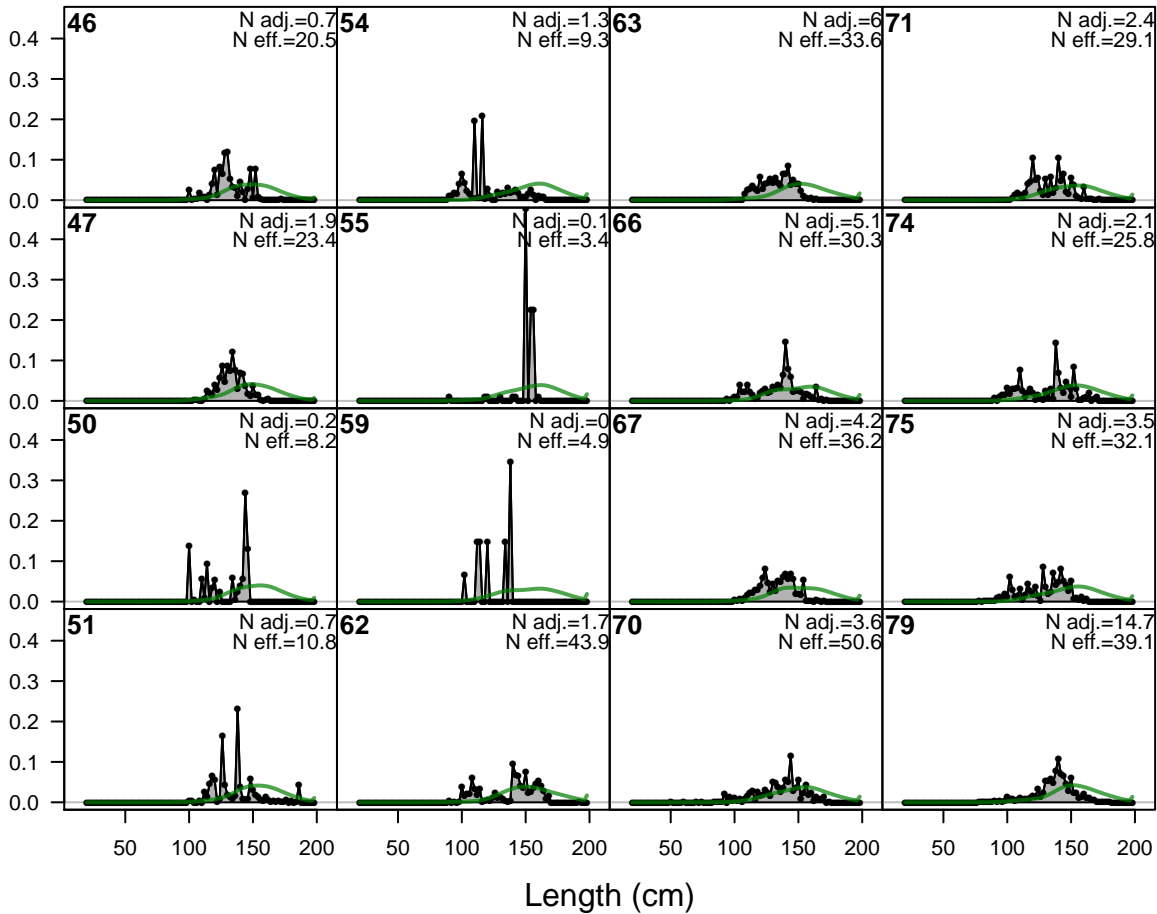 46 N adj.=0.7 54 N adj.=1.3 63 N adj.=6 71 N adj.=2.4
N eff.=20.5 N eff.=9.3 N eff.=33.6 N eff.=29.1
0.4
0.3
0.2
0.1
0.0
47 N adj.=1.9 55 N adj.=0.1 66 N adj.=5.1 74 N adj.=2.1
N eff.=23.4 N eff.=3.4 N eff.=30.3 N eff.=25.8
0.4
0.3
0.2
0.1
0.0
50 N adj.=0.2 59 N adj.=0 67 N adj.=4.2 75 N adj.=3.5
N eff.=8.2 N eff.=4.9 N eff.=36.2 N eff.=32.1
0.4
0.3
0.2
0.1
0.0
51 N adj.=0.7 62 N adj.=1.7 70 N adj.=3.6 79 N adj.=14.7
N eff.=10.8 N eff.=43.9 N eff.=50.6 N eff.=39.1
0.4
0.3
0.2
0.1
0.0
50 100 150 200 50 100 150 200 50 100 150 200 50 100 150 200
Length (cm)